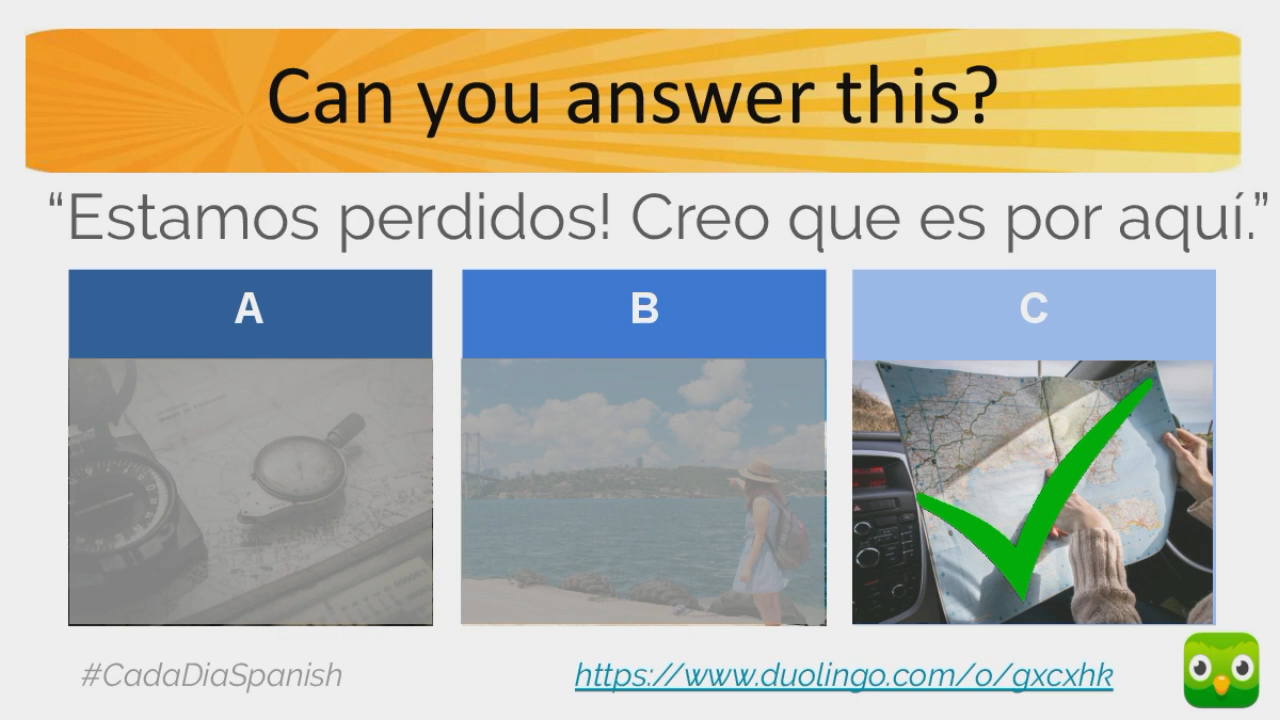 Can you answer this?
“Estamos perdidos! Creo que es por aquí.”
A
B
C
#CadaDiaSpanish
https://www.duolingo.com/o/gxcxhk